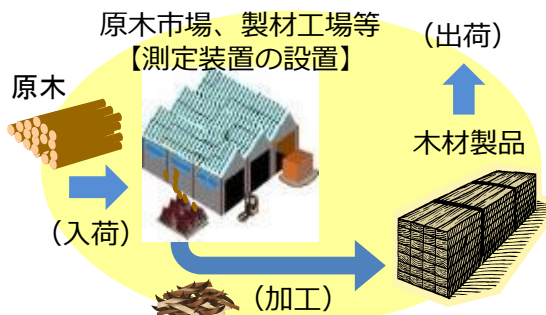 原木市場、製材工場等
【測定装置の設置】
（出荷）
原木
木材製品
（入荷）
（加工）